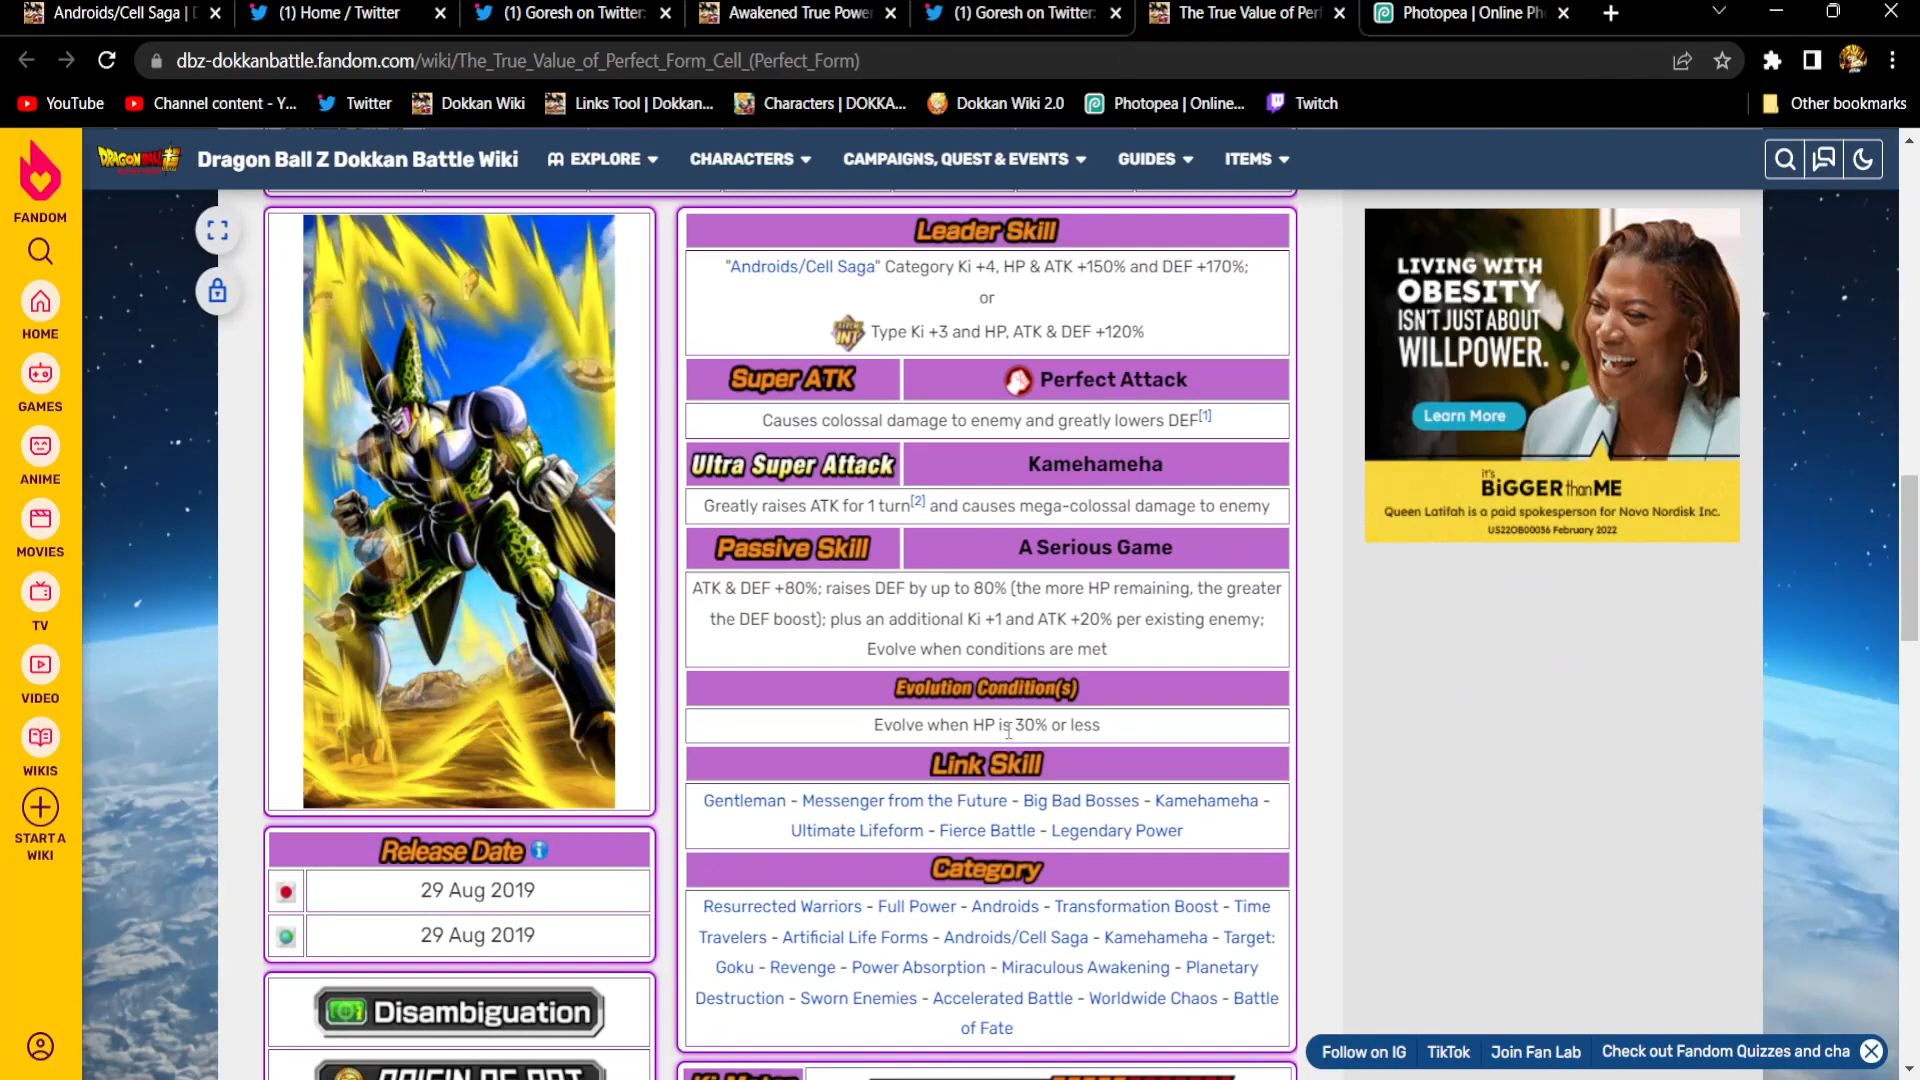 Androids/Cell Saga |
(1) Home / Twitter
(1) Goresh on Twitter:
Awakened True Power
(1) Goresh on Twitter:
The True Value of Per
Photopea | Online Ph
dbz-dokkanbattle.fandom.com/wiki/The_True_Value_of_Perfect_Form_Cell_(Perfect_Form)
YouTube
Channel content - Y...
Twitter
Dokkan Wiki
Links Tool | Dokkan...
Characters | DOKKA...
Dokkan Wiki 2.0
Photopea | Online...
Twitch
Other bookmarks
Dragon Ball Z Dokkan Battle Wiki
EXPLORE
CHARACTERS
CAMPAIGNS, QUEST & EVENTS
GUIDES
ITEMS
FANDOM
HOME
GAMES
ANIME
MOVIES
TV
VIDEO
WIKIS
START A
WIKI
Leader Skill
"Androids/Cell Saga" Category Ki +4, HP & ATK +150% and DEF +170%;
or
INT Type Ki +3 and HP, ATK & DEF +120%
Super ATK
Perfect Attack
Causes colossal damage to enemy and greatly lowers DEF[1]
Ultra Super Attack
Kamehameha
Greatly raises ATK for 1 turn[2] and causes mega-colossal damage to enemy
Passive Skill
A Serious Game
ATK & DEF +80%; raises DEF by up to 80% (the more HP remaining, the greater
the DEF boost); plus an additional Ki +1 and ATK +20% per existing enemy;
Evolve when conditions are met
Evolution Condition(s)
Evolve when HP is 30% or less
Link Skill
Gentleman - Messenger from the Future - Big Bad Bosses - Kamehameha -
Ultimate Lifeform - Fierce Battle - Legendary Power
Category
Resurrected Warriors - Full Power - Androids - Transformation Boost - Time
Travelers - Artificial Life Forms - Androids/Cell Saga - Kamehameha - Target:
Goku - Revenge - Power Absorption - Miraculous Awakening - Planetary
Destruction - Sworn Enemies - Accelerated Battle - Worldwide Chaos - Battle
of Fate
Release Date
29 Aug 2019
29 Aug 2019
Disambiguation
LIVING WITH
OBESITY
ISN'T JUST ABOUT
WILLPOWER.
Learn More
it's
BiGGER than ME
Queen Latifah is a paid spokesperson for Novo Nordisk Inc.
US22OB00036 February 2022
Follow on IG
TikTok
Join Fan Lab
Check out Fandom Quizzes and cha